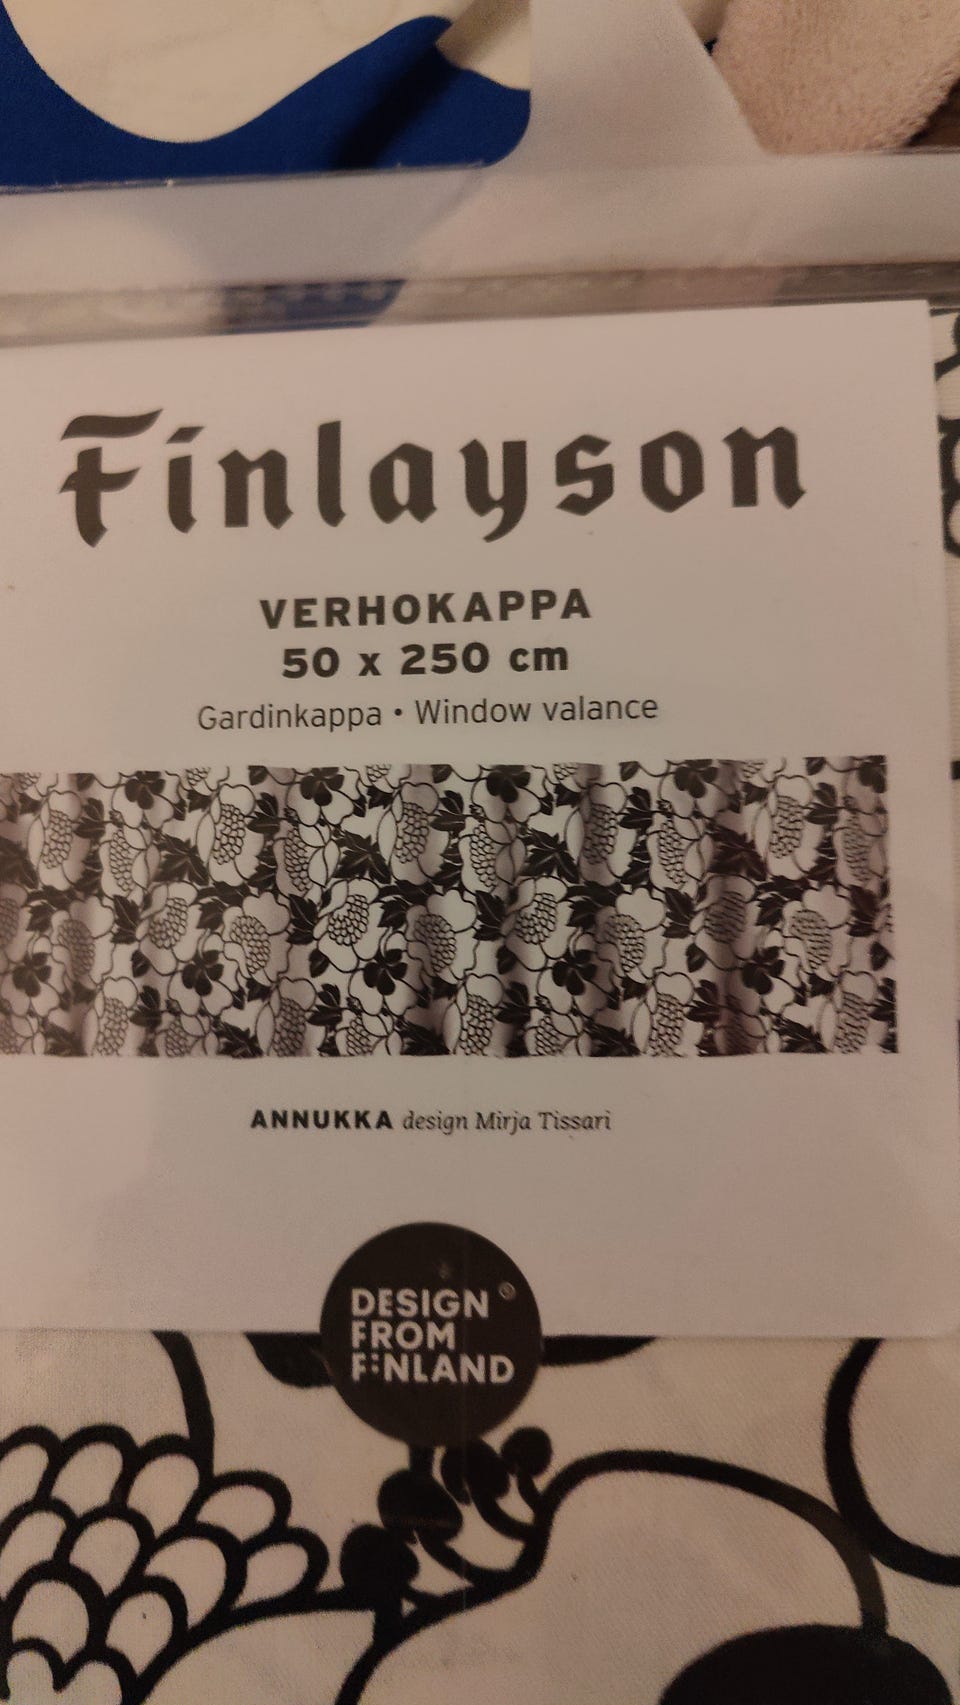 Finlayson
VERHOKAPPA
50 x 250 cm
Gardinkappa • Window valance
ANNUKKA design Mirja Tissari
DESIGN ®
FROM
FINLAND